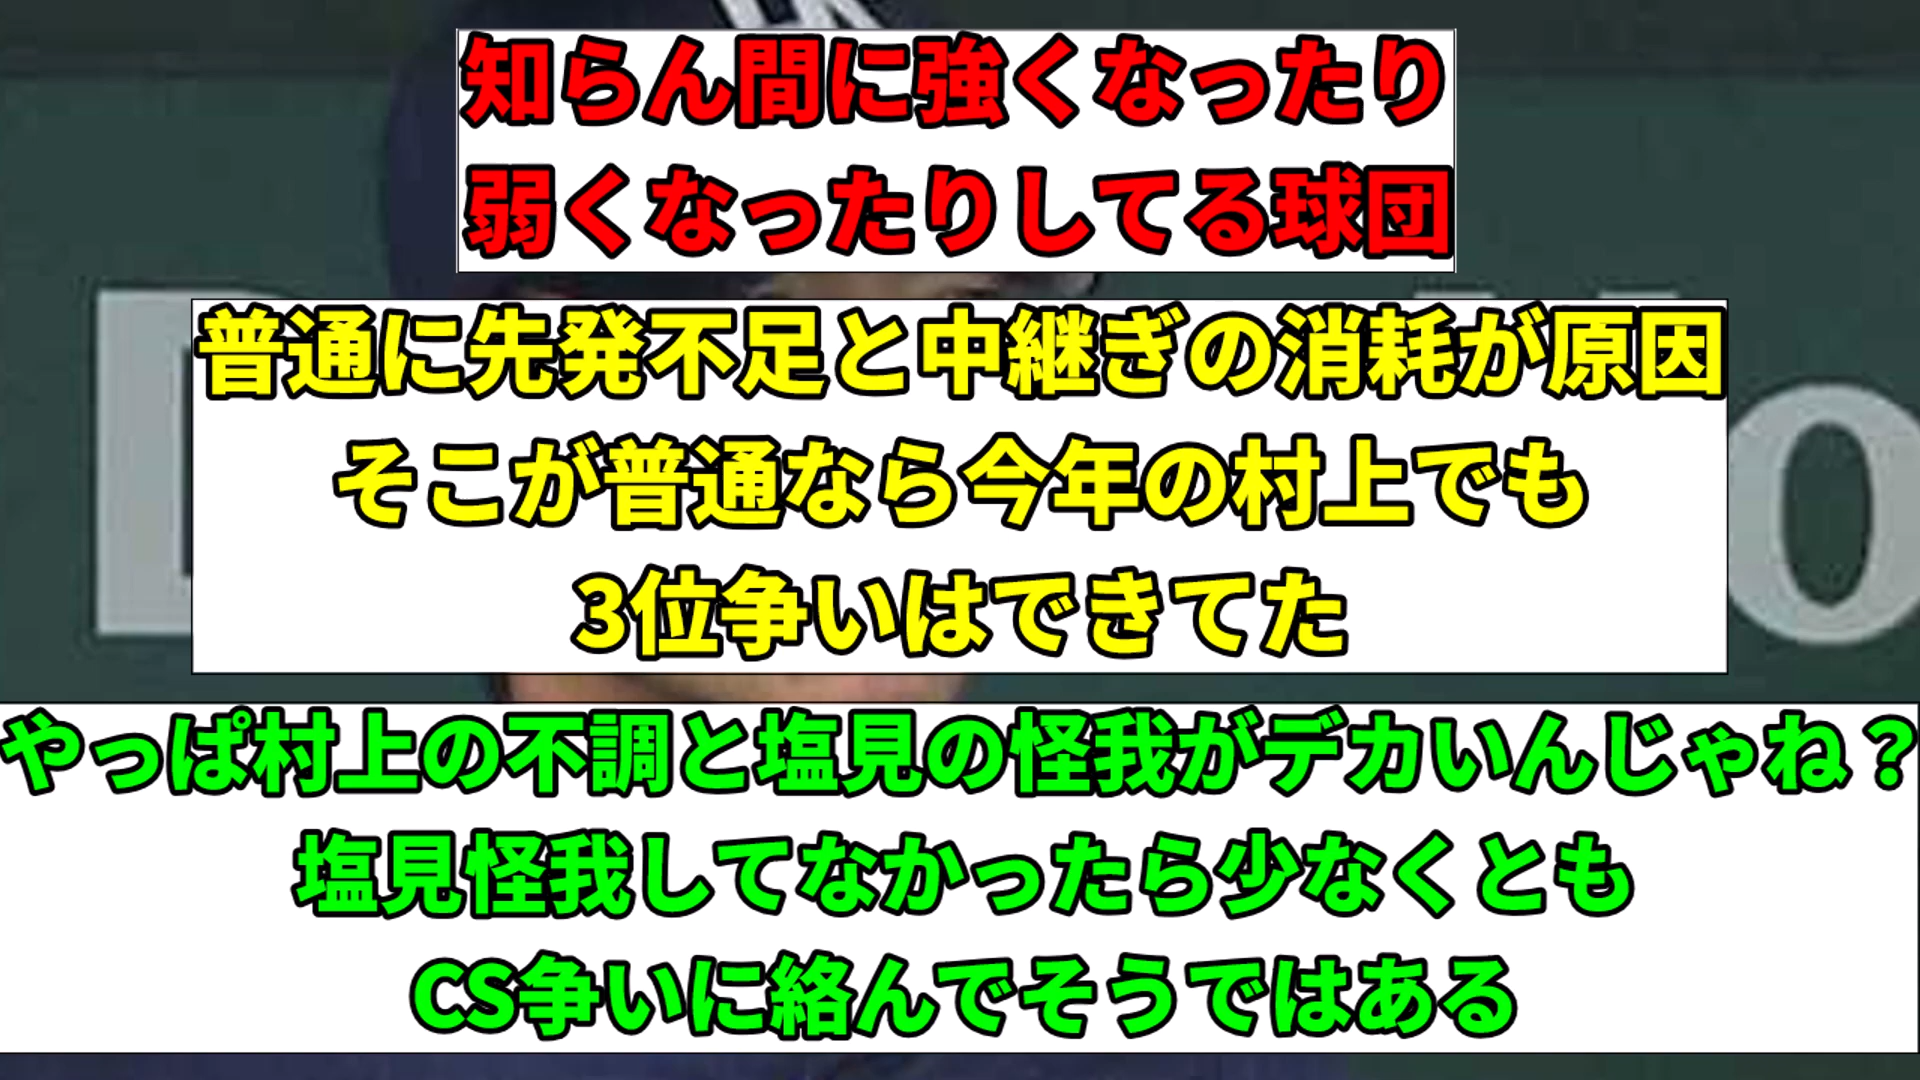 知らん間に強くなったり
弱くなったりしてる球団
普通に先発不足と中継ぎの消耗が原因
そこが普通なら今年の村上でも
3位争いはできてた
やっぱ村上の不調と塩見の怪我がデカいんじゃね？
塩見怪我してなかったら少なくとも
CS争いに絡んでそうではある